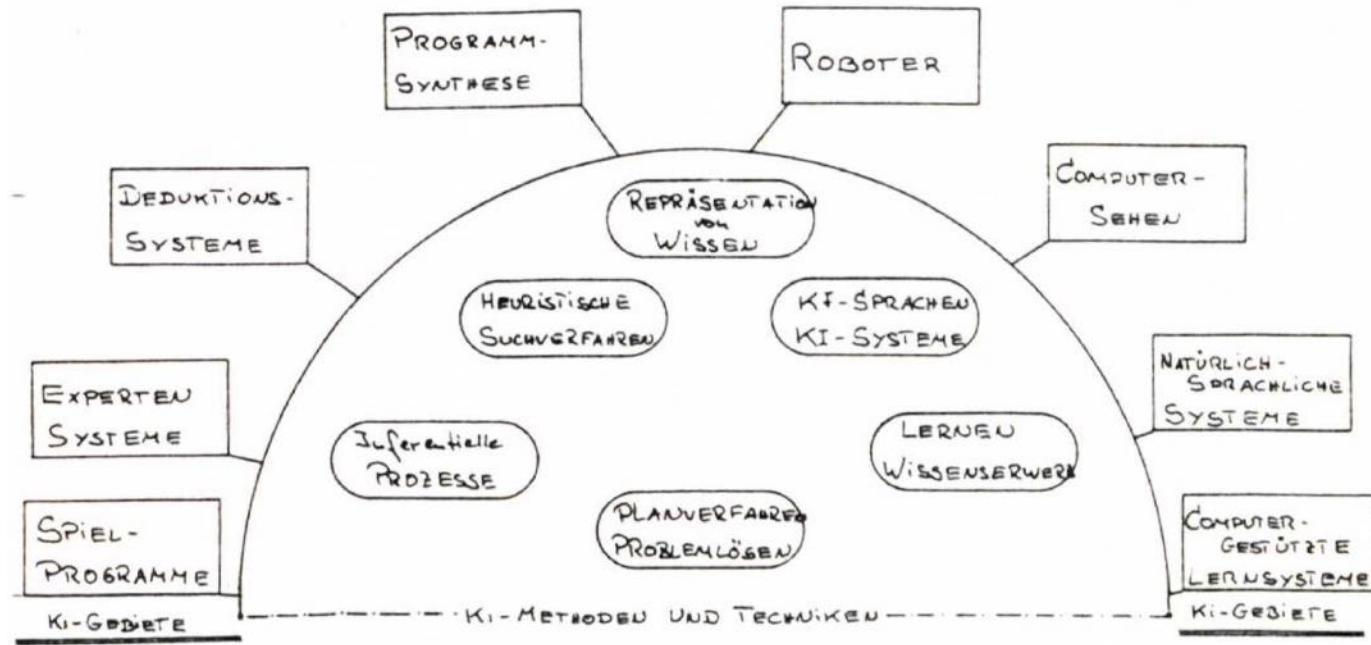 PROGRAMM-
SYNTHESE
ROBOTER
DEDUKTIONS-
SYSTEME
COMPUTER-
SEHEN
REPRÄSENTATION
von
WISSEN
HEURISTISCHE
SUCHVERFAHREN
KI-SPRACHEN
KI-SYSTEME
EXPERTEN
SYSTEME
NATÜRLICH-
SPRACHLICHE
SYSTEME
Inferentielle
PROZESSE
LERNEN
WISSENSERWERB
PLANVERFAHREN
PROBLEMLÖSEN
SPIEL-
PROGRAMME
COMPUTER-
GESTÜTZTE
LERNSYSTEME
KI-GEBIETE
KI-METHODEN UND TECHNIKEN
KI-GEBIETE